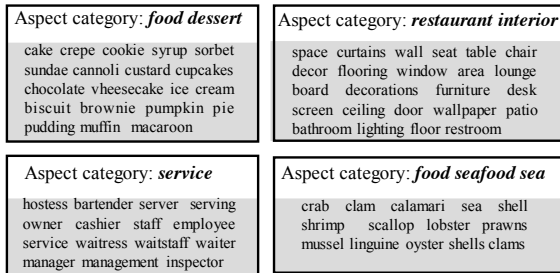 Aspect category: food dessert
cake crepe cookie syrup sorbet
sundae cannoli custard cupcakes
chocolate vheesecake ice cream
biscuit brownie pumpkin pie
pudding muffin macaroon
Aspect category: restaurant interior
space curtains wall seat table chair
decor flooring window area lounge
board decorations furniture desk
screen ceiling door wallpaper patio
bathroom lighting floor restroom
Aspect category: service
hostess bartender server serving
owner cashier staff employee
service waitress waitstaff waiter
manager management inspector
Aspect category: food seafood sea
crab clam calamari sea shell
shrimp scallop lobster prawns
mussel linguine oyster shells clams